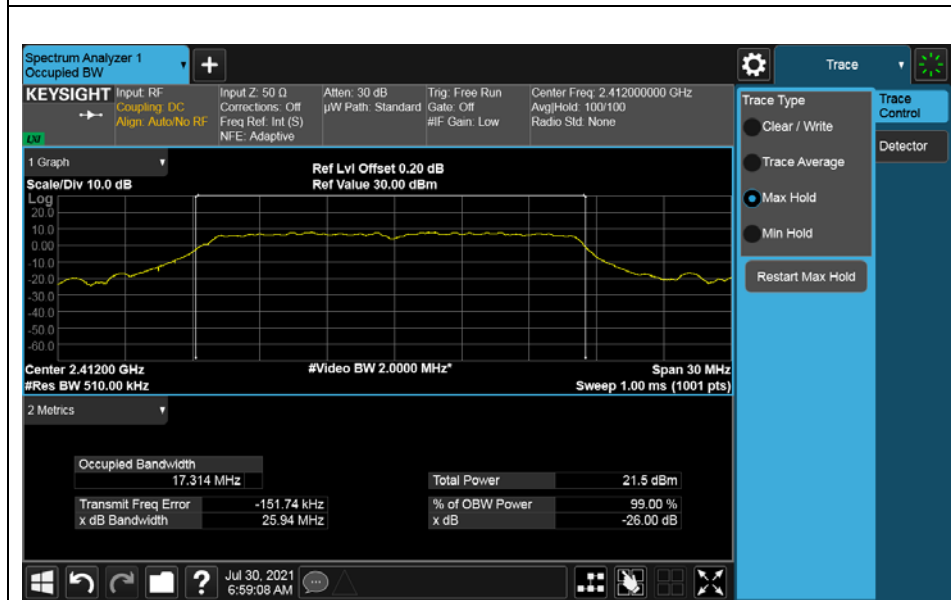 Spectrum Analyzer 1
Occupied BW
Trace
KEYSIGHT
LXI
Input: RF
Coupling: DC
Align: Auto/No RF
Input Z: 50 Ω
Corrections: Off
Freq Ref: Int (S)
NFE: Adaptive
Atten: 30 dB
µW Path: Standard
Trig: Free Run
Gate: Off
#IF Gain: Low
Center Freq: 2.412000000 GHz
Avg|Hold: 100/100
Radio Std: None
1 Graph
Scale/Div 10.0 dB
Ref Lvl Offset 0.20 dB
Ref Value 30.00 dBm
Log
20.0
10.0
0.00
-10.0
-20.0
-30.0
-40.0
-50.0
-60.0
Center 2.41200 GHz
#Video BW 2.0000 MHz*
Span 30 MHz
#Res BW 510.00 kHz
Sweep 1.00 ms (1001 pts)
2 Metrics
Occupied Bandwidth
17.314 MHz
Total Power 21.5 dBm
Transmit Freq Error -151.74 kHz
% of OBW Power 99.00 %
x dB Bandwidth 25.94 MHz
x dB -26.00 dB
Trace Type
Clear / Write
Trace Average
Max Hold
Min Hold
Restart Max Hold
Trace
Control
Detector
?
Jul 30, 2021
6:59:08 AM